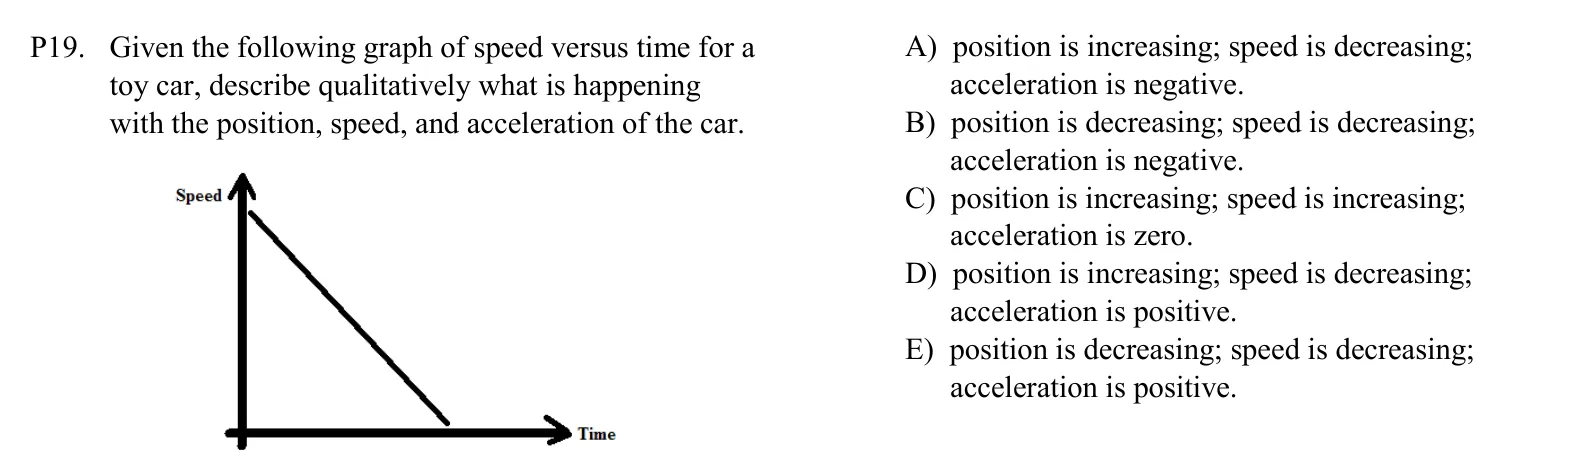 P19. Given the following graph of speed versus time for a
toy car, describe qualitatively what is happening
with the position, speed, and acceleration of the car.
Speed
Time
A) position is increasing; speed is decreasing;
acceleration is negative.
B) position is decreasing; speed is decreasing;
acceleration is negative.
C) position is increasing; speed is increasing;
acceleration is zero.
D) position is increasing; speed is decreasing;
acceleration is positive.
E) position is decreasing; speed is decreasing;
acceleration is positive.